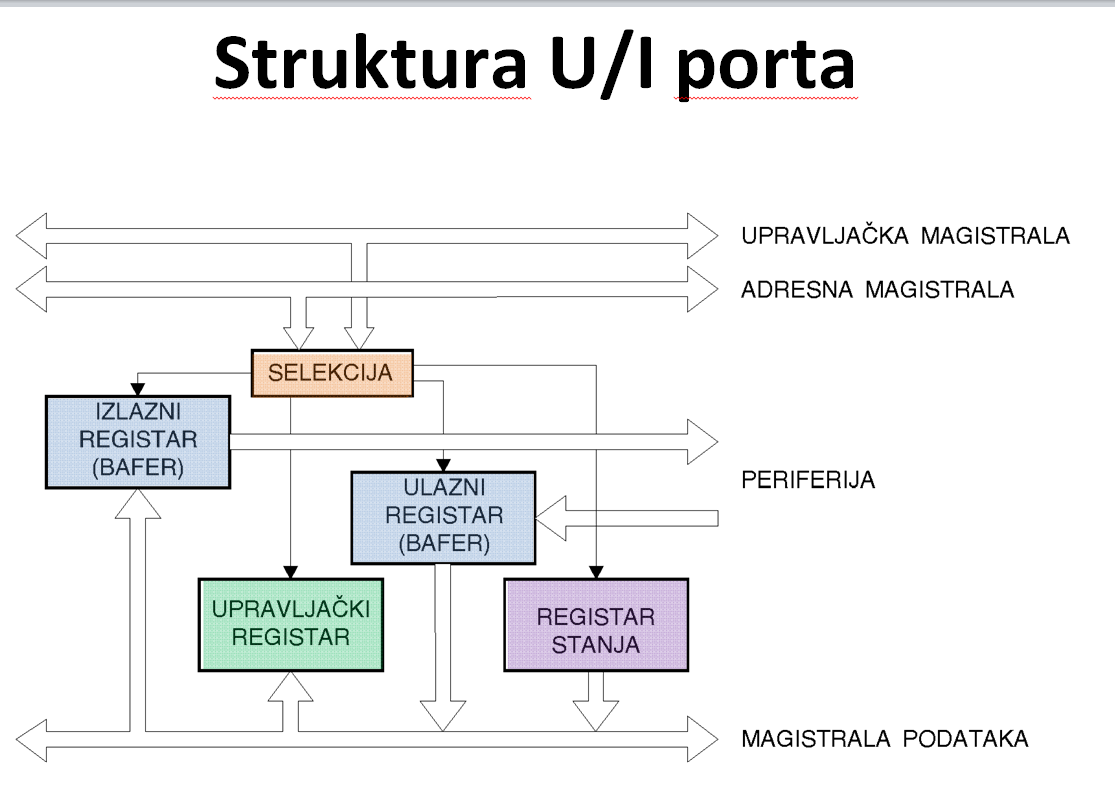 Struktura U/I porta
UPRAVLJAČKA MAGISTRALA
ADRESNA MAGISTRALA
SELEKCIJA
IZLAZNI
REGISTAR
(BAFER)
PERIFERIJA
ULAZNI
REGISTAR
(BAFER)
UPRAVLJAČKI
REGISTAR
REGISTAR
STANJA
MAGISTRALA PODATAKA